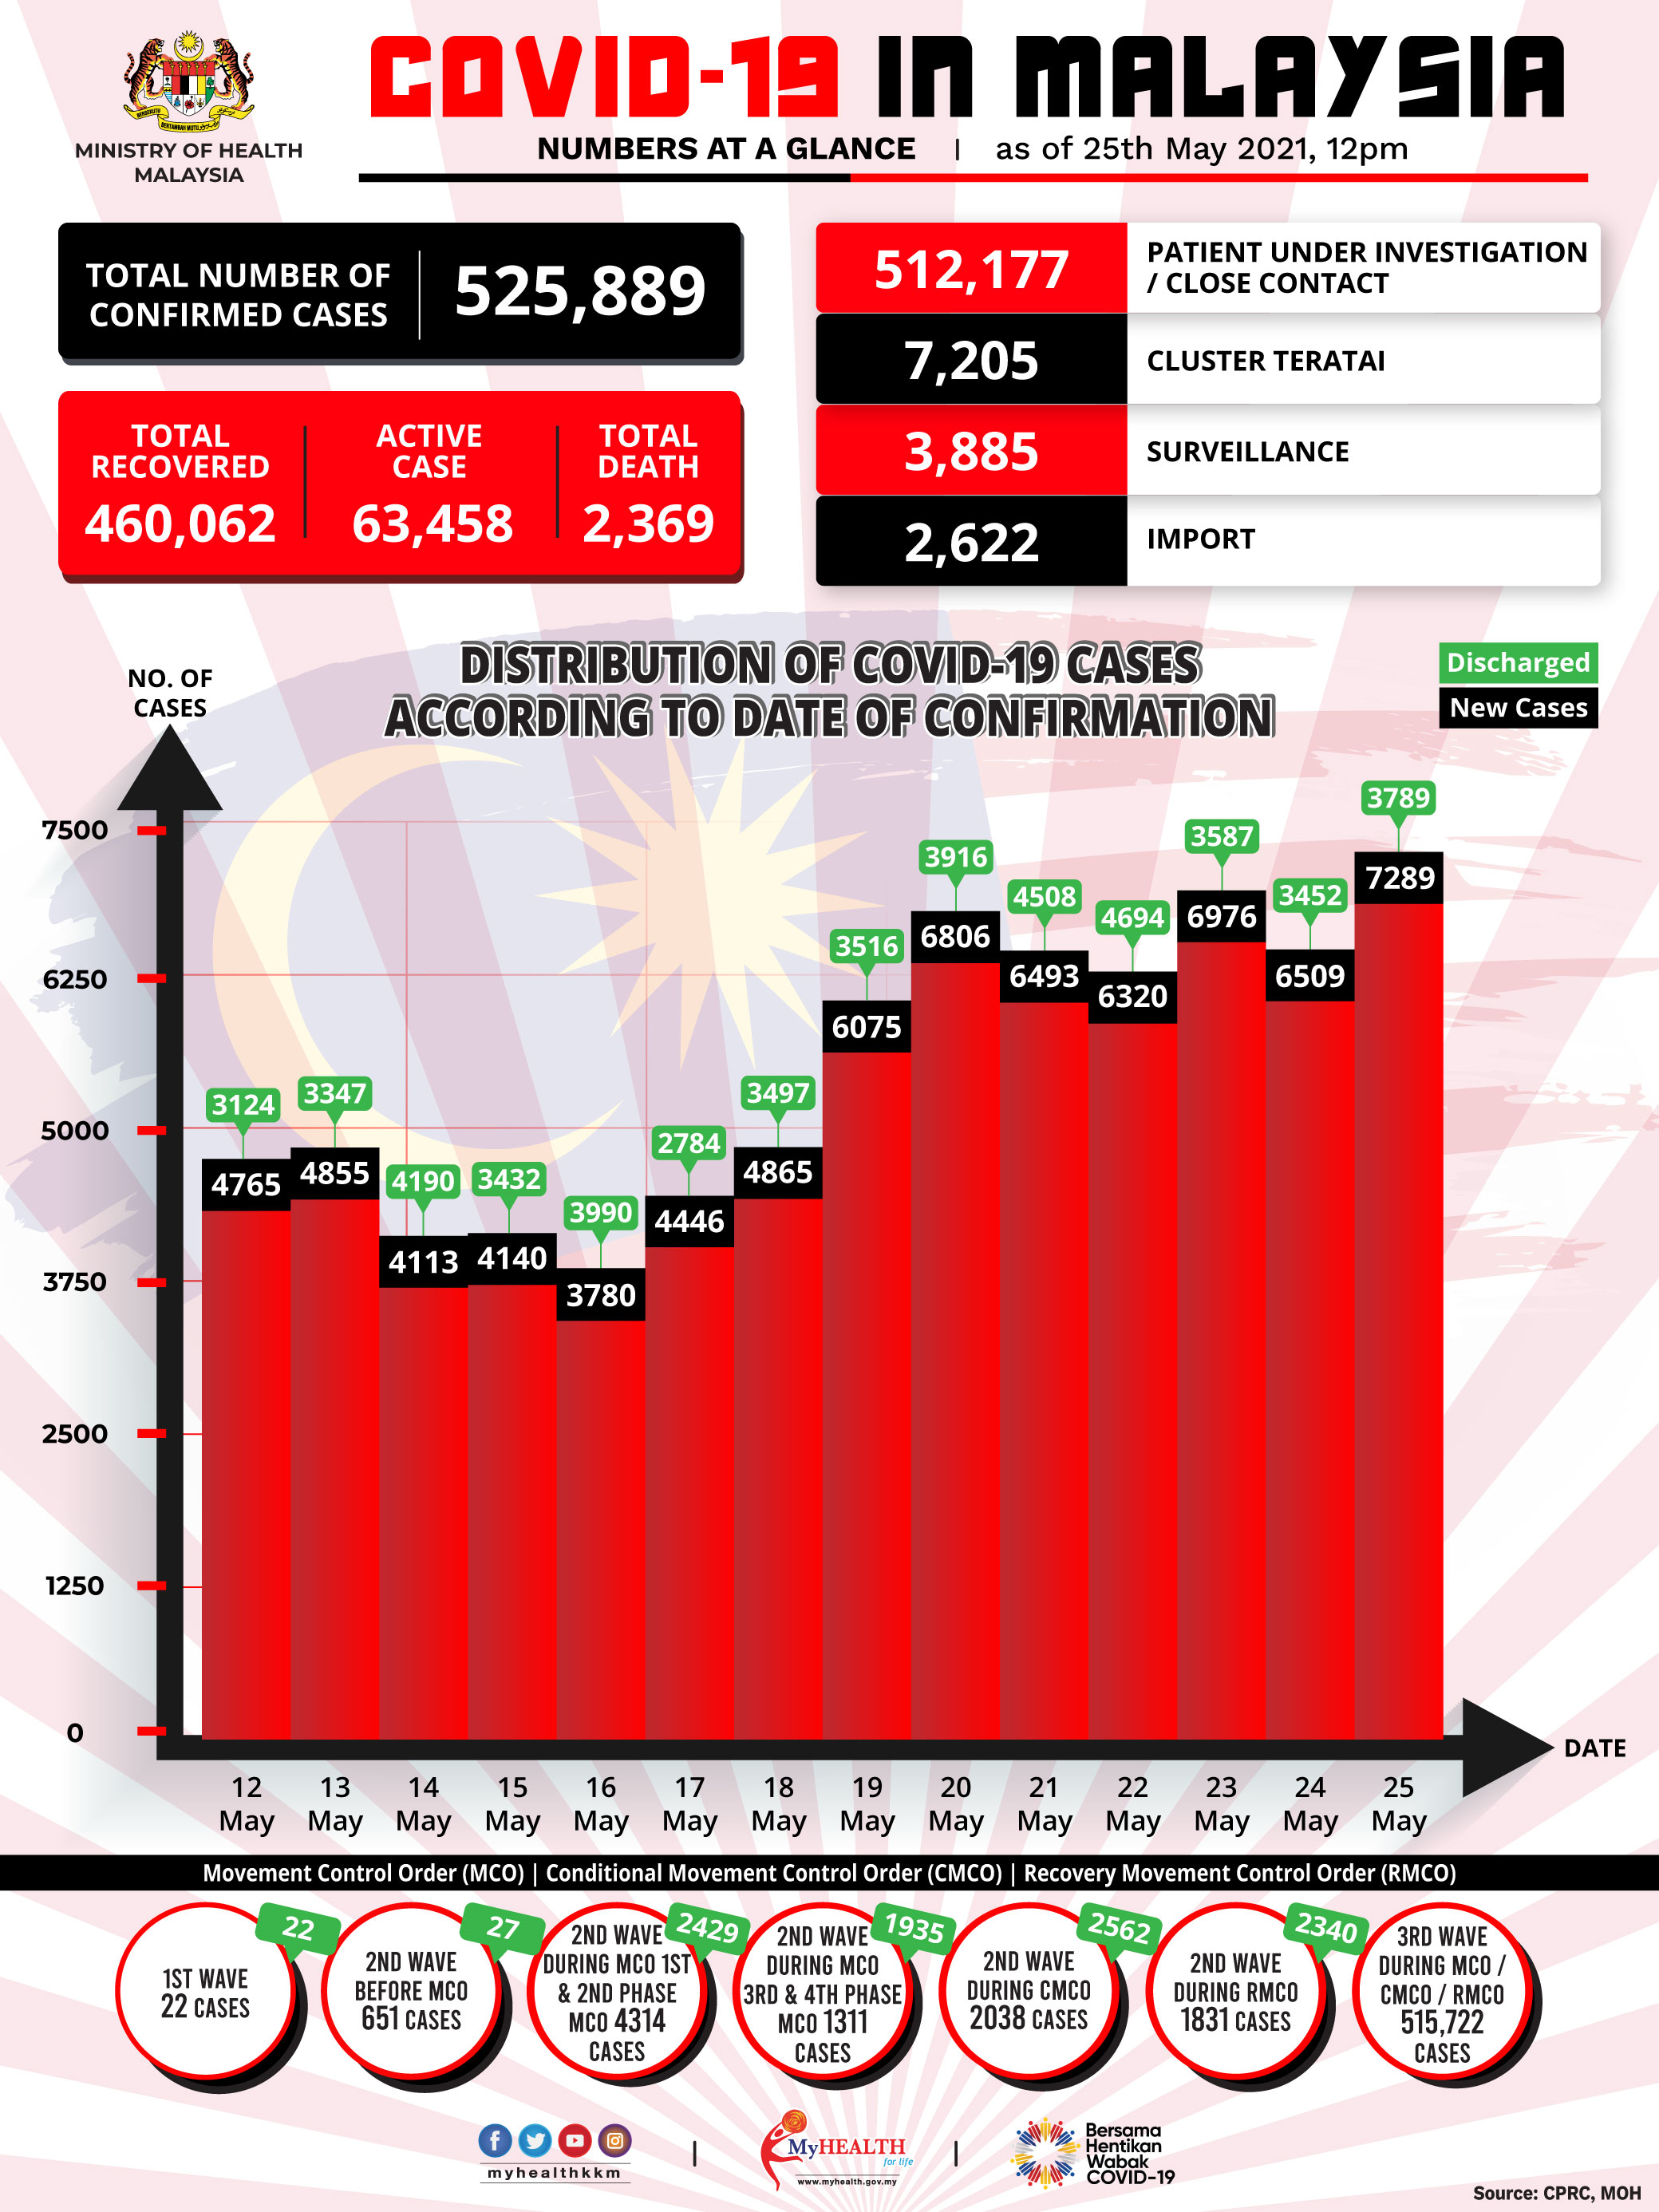 COVID-19 IN MALAYSIA
NUMBERS AT A GLANCE | as of 25th May 2021, 12pm
MINISTRY OF HEALTH
MALAYSIA
TOTAL NUMBER OF
CONFIRMED CASES
525,889
TOTAL
RECOVERED
460,062
ACTIVE
CASE
63,458
TOTAL
DEATH
2,369
512,177
PATIENT UNDER INVESTIGATION
/ CLOSE CONTACT
7,205
CLUSTER TERATAI
3,885
SURVEILLANCE
2,622
IMPORT
DISTRIBUTION OF COVID-19 CASES
ACCORDING TO DATE OF CONFIRMATION
Discharged
New Cases
NO. OF
CASES
7500
6250
5000
3750
2500
1250
0
3124
4765
3347
4855
4190
4113
3432
4140
3990
3780
2784
4446
3497
4865
3516
6075
3916
6806
4508
6493
4694
6320
3587
6976
3452
6509
3789
7289
DATE
12
May
13
May
14
May
15
May
16
May
17
May
18
May
19
May
20
May
21
May
22
May
23
May
24
May
25
May
Movement Control Order (MCO) | Conditional Movement Control Order (CMCO) | Recovery Movement Control Order (RMCO)
22
1ST WAVE
22 CASES
27
2ND WAVE
BEFORE MCO
651 CASES
2429
2ND WAVE
DURING MCO 1ST
& 2ND PHASE
MCO 4314
CASES
1935
2ND WAVE
DURING MCO
3RD & 4TH PHASE
MCO 1311
CASES
2562
2ND WAVE
DURING CMCO
2038 CASES
2340
2ND WAVE
DURING RMCO
1831 CASES
3RD WAVE
DURING MCO /
CMCO / RMCO
515,722
CASES
myhealthkkm
MyHEALTH
for life
www.myhealth.gov.my
Bersama
Hentikan
Wabak
COVID-19
Source: CPRC, MOH